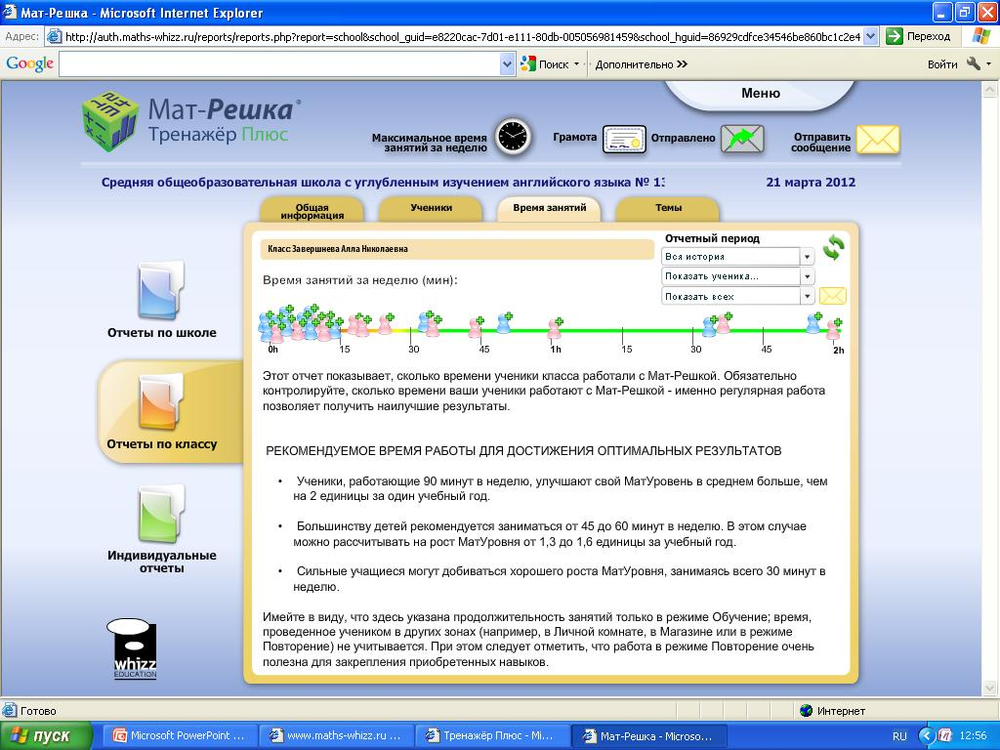 Мат-Решка - Microsoft Internet Explorer
Адрес: http://auth.maths-whizz.ru/reports/reports.php?report=school&school_guid=e8220cac-7d01-e111-80db-005056981459&school_hguid=86929cdfce34546be860bc1c2e4 Переход
Google Поиск Дополнительно >> Войти
Меню
Мат-Решка®
Тренажёр Плюс
Максимальное время
занятий за неделю
Грамота
Отправлено
Отправить
сообщение
Средняя общеобразовательная школа с углубленным изучением английского языка № 21 марта 2012
Общая
информация
Ученики
Время занятий
Темы
Класс: Завершнева Алла Николаевна
Отчетный период
Вся история
Показать ученика...
Показать всех
Время занятий за неделю (мин):
0h 15 30 45 1h 15 30 45 2h
Отчеты по школе
Отчеты по классу
Индивидуальные
отчеты
Этот отчет показывает, сколько времени ученики класса работали с Мат-Решкой. Обязательно
контролируйте, сколько времени ваши ученики работают с Мат-Решкой - именно регулярная работа
позволяет получить наилучшие результаты.
РЕКОМЕНДУЕМОЕ ВРЕМЯ РАБОТЫ ДЛЯ ДОСТИЖЕНИЯ ОПТИМАЛЬНЫХ РЕЗУЛЬТАТОВ
• Ученики, работающие 90 минут в неделю, улучшают свой МатУровень в среднем больше, чем
на 2 единицы за один учебный год.
• Большинству детей рекомендуется заниматься от 45 до 60 минут в неделю. В этом случае
можно рассчитывать на рост МатУровня от 1,3 до 1,6 единицы за учебный год.
• Сильные учащиеся могут добиваться хорошего роста МатУровня, занимаясь всего 30 минут в
неделю.
Имейте в виду, что здесь указана продолжительность занятий только в режиме Обучение; время,
проведенное учеником в других зонах (например, в Личной комнате, в Магазине или в режиме
Повторение) не учитывается. При этом следует отметить, что работа в режиме Повторение очень
полезна для закрепления приобретенных навыков.
whizz
EDUCATION
Готово Интернет
пуск Microsoft PowerPoint ... www.maths-whizz.ru ... Тренажёр Плюс - Mi... Мат-Решка - Microso... RU 12:56